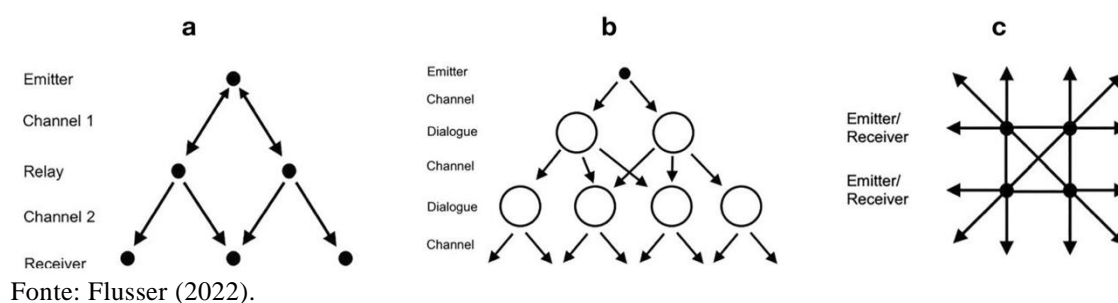 a
Emitter
Channel 1
Relay
Channel 2
Receiver
b
Emitter
Channel
Dialogue
Channel
Dialogue
Channel
c
Emitter/
Receiver
Emitter/
Receiver
Fonte: Flusser (2022).